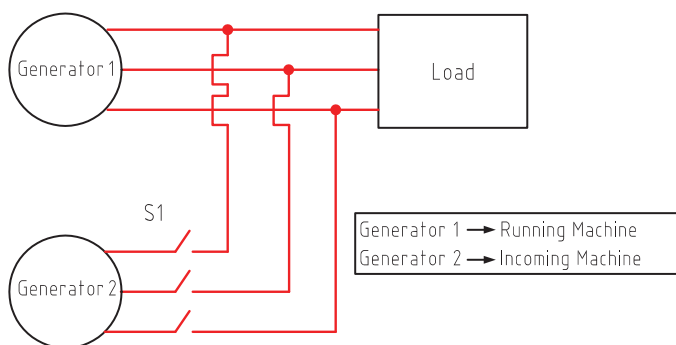 Generator 1
Load
S1
Generator 1 → Running Machine
Generator 2 → Incoming Machine
Generator 2